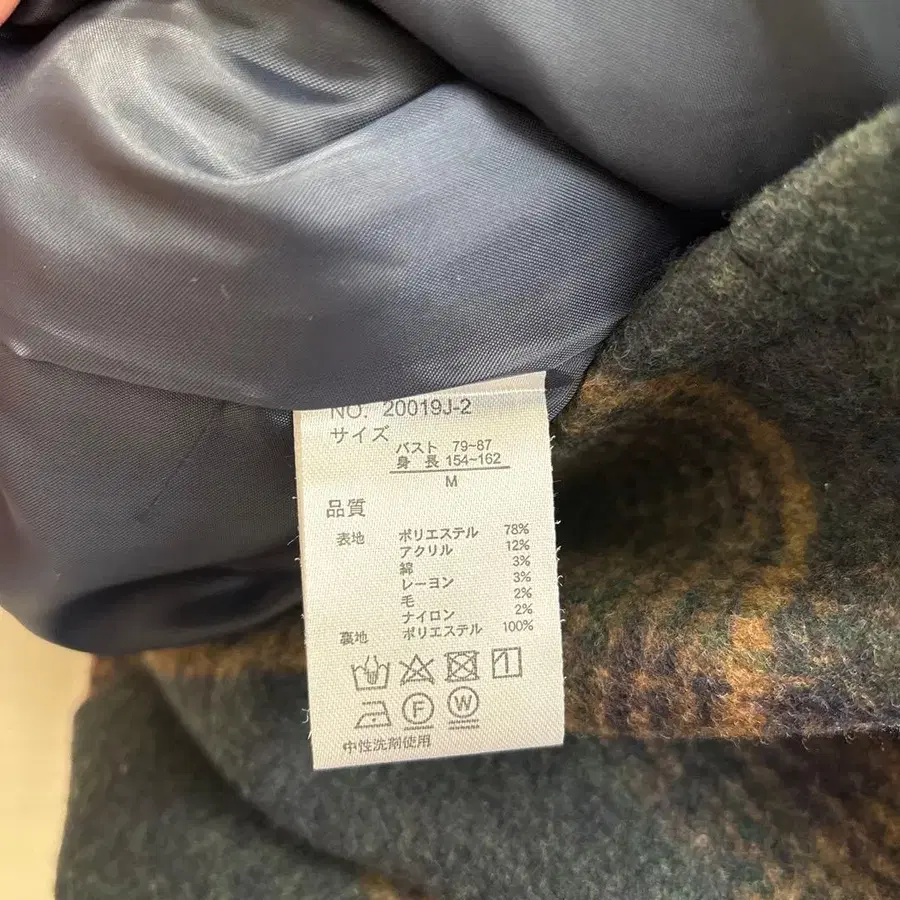 NO. 20019J-2
サイズ
バスト 79~87
身 長 154~162
M
品質
表地 ポリエステル 78%
アクリル 12%
綿 3%
レーヨン 3%
毛 2%
ナイロン 2%
裏地 ポリエステル 100%
F W
中性洗剤使用